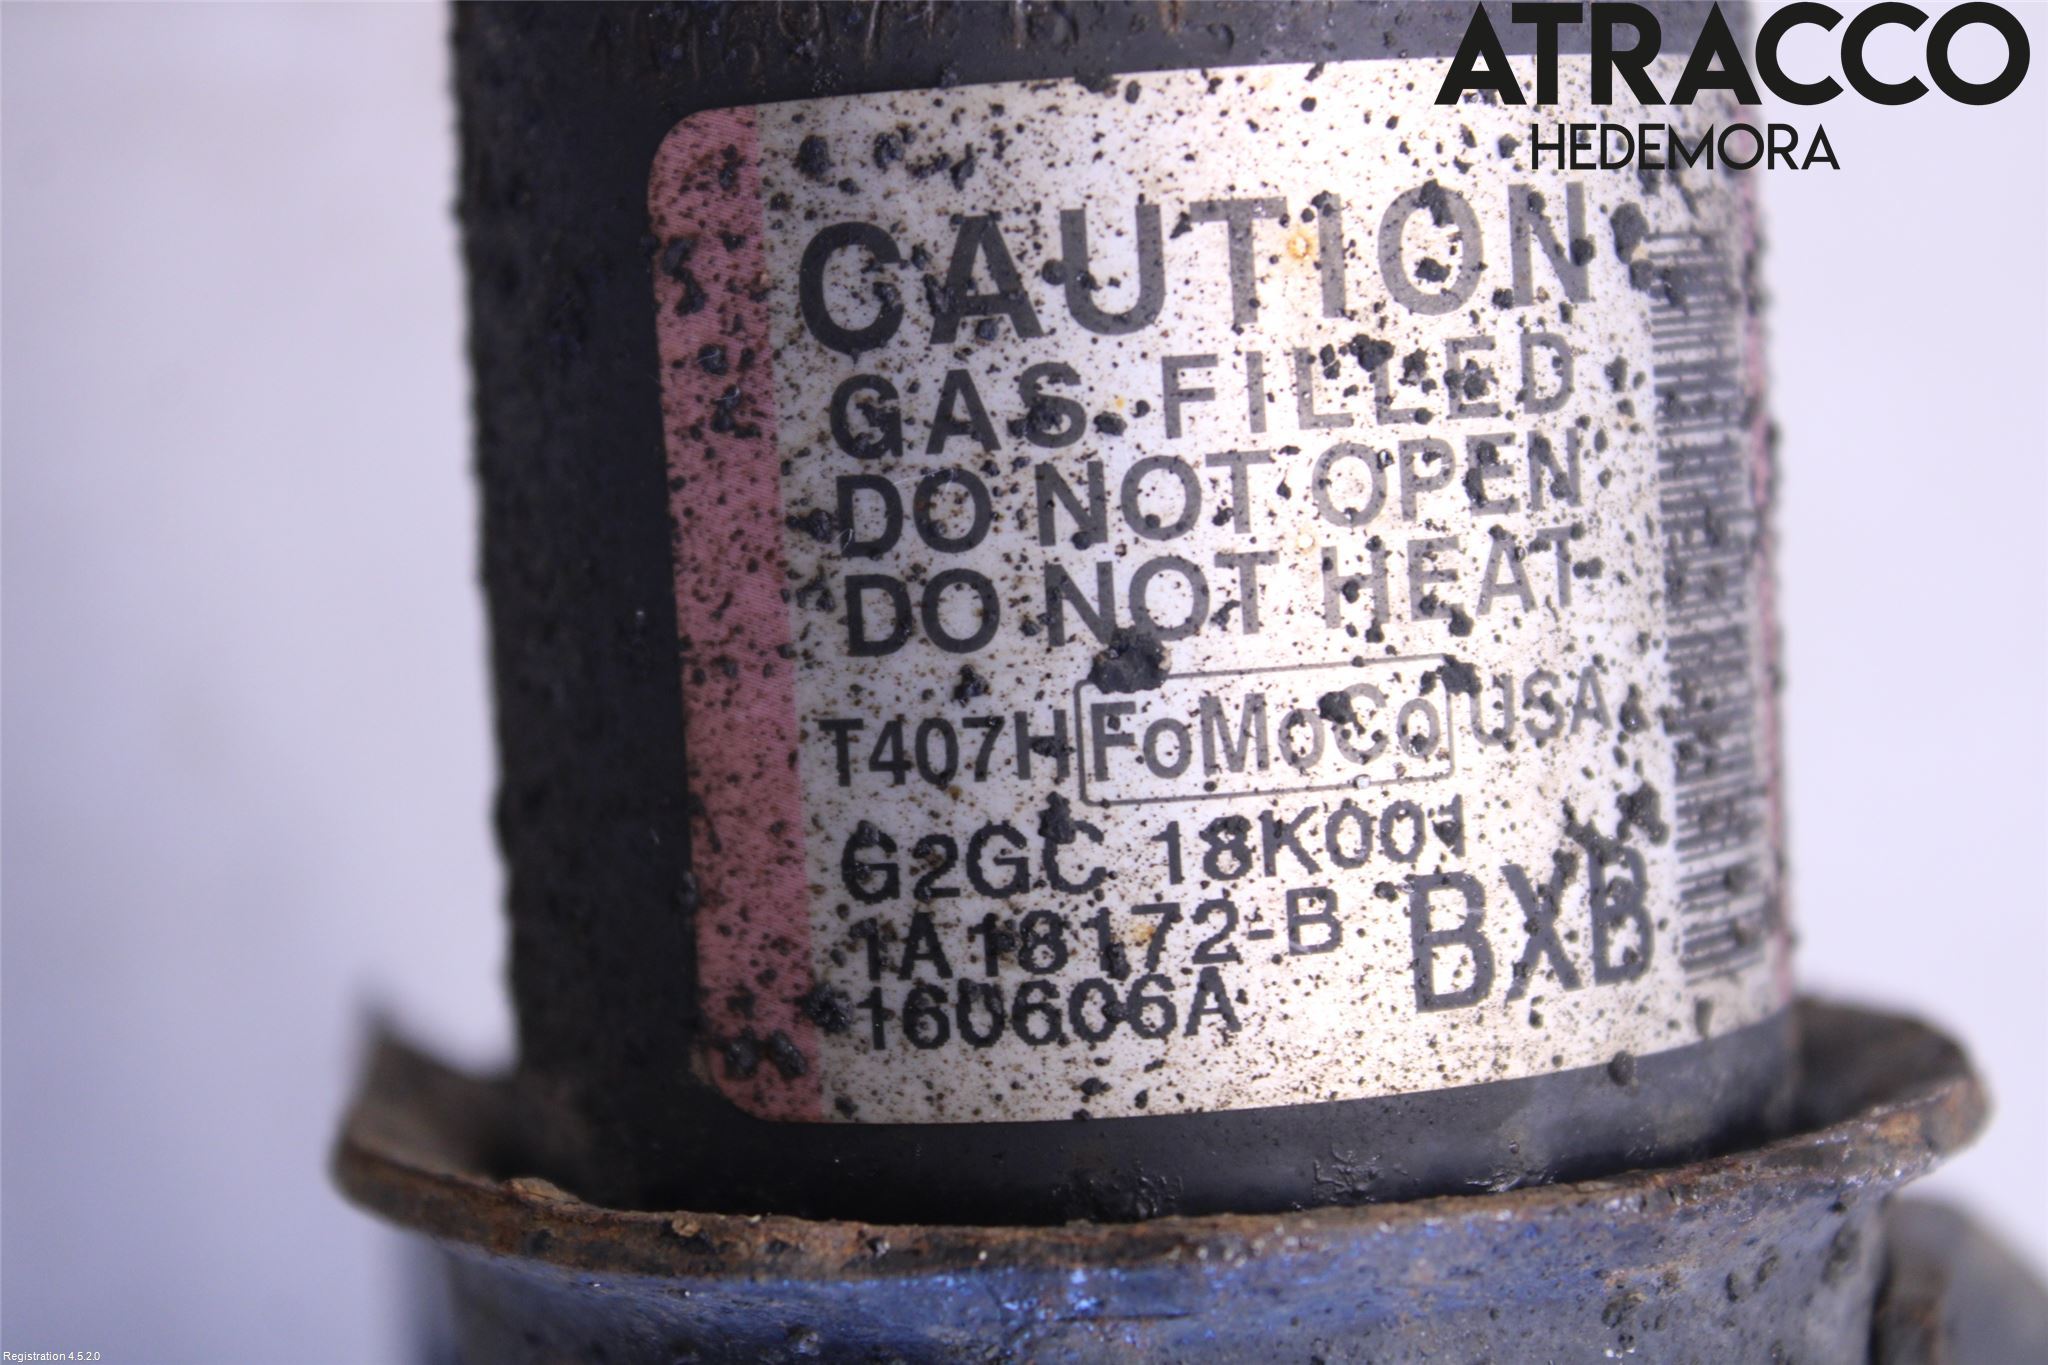 ATRACCO
HEDEMORA
CAUTION
GAS FILLED
DO NOT OPEN
DO NOT HEAT
T407H FoMoCo USA
G2GC 18K001
1A18172-B BXB
160606A
Registration 4.5.2.0